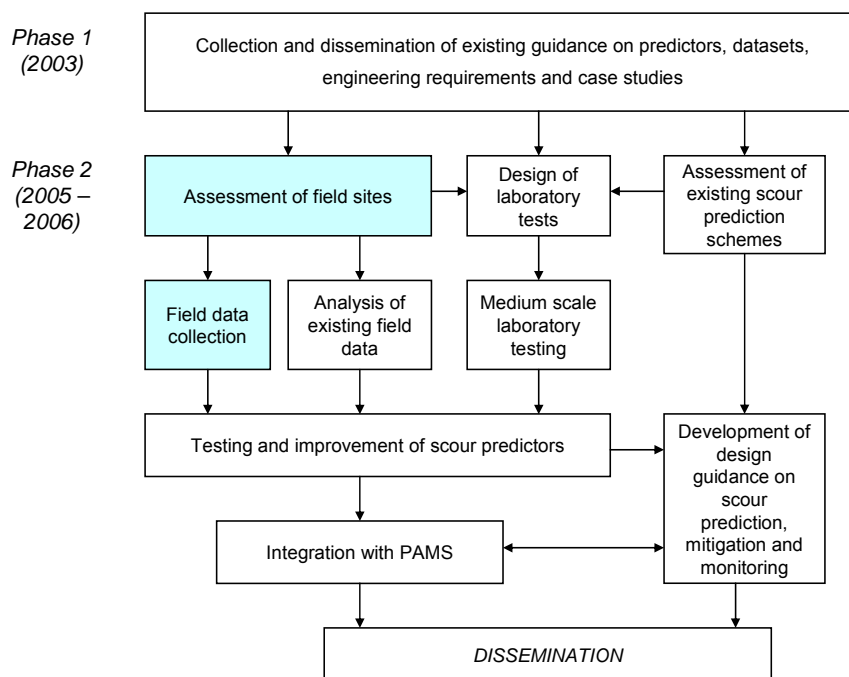 Phase 1
(2003)
Collection and dissemination of existing guidance on predictors, datasets,
engineering requirements and case studies
Phase 2
(2005 –
2006)
Assessment of field sites
Design of
laboratory
tests
Assessment of
existing scour
prediction
schemes
Field data
collection
Analysis of
existing field
data
Medium scale
laboratory
testing
Testing and improvement of scour predictors
Development of
design
guidance on
scour
prediction,
mitigation and
monitoring
Integration with PAMS
DISSEMINATION